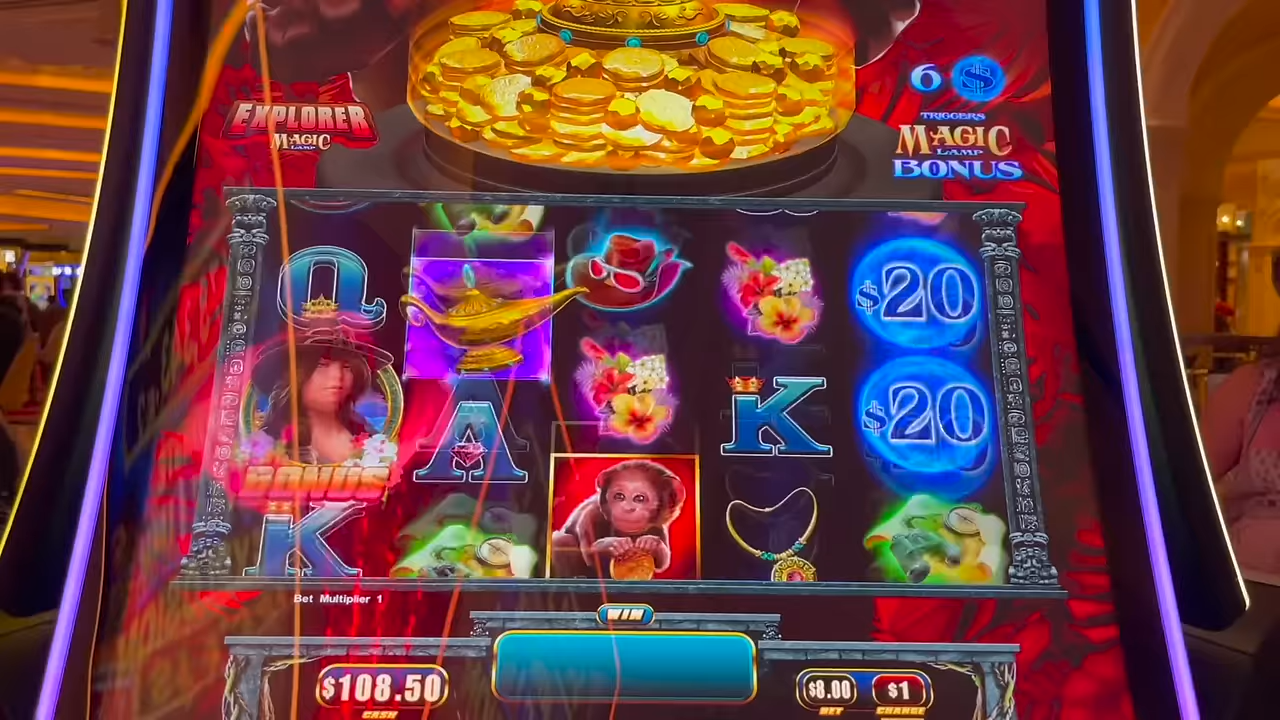 EXPLORER
MAGIC
LAMP
6 $
TRIGGERS
MAGIC
LAMP
BONUS
Q
$20
BONUS
A
K
$20
K
Bet Multiplier 1
WIN
$108.50
CASH
$8.00
BET
$1
CHANGE